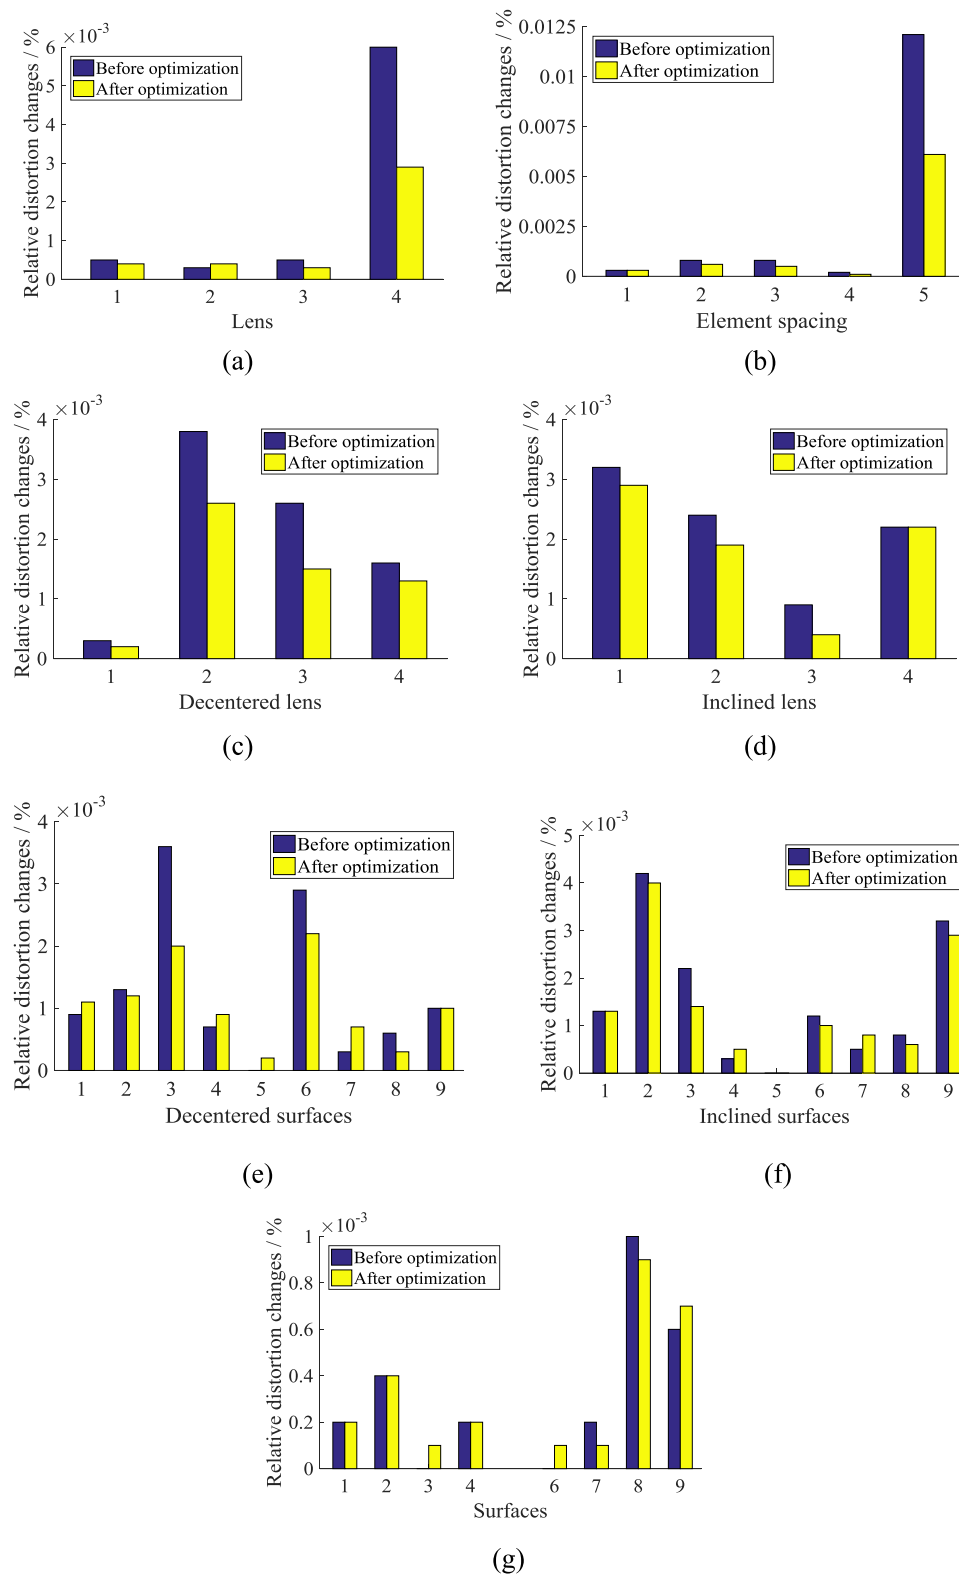 ×10⁻³
Relative distortion changes / %
6
5
4
3
2
1
0
Before optimization
After optimization
1 2 3 4
Lens
(a)
Relative distortion changes / %
0.0125
0.01
0.0075
0.005
0.0025
0
Before optimization
After optimization
1 2 3 4 5
Element spacing
(b)
×10⁻³
Relative distortion changes / %
4
3
2
1
0
Before optimization
After optimization
1 2 3 4
Decentered lens
(c)
×10⁻³
Relative distortion changes / %
4
3
2
1
0
Before optimization
After optimization
1 2 3 4
Inclined lens
(d)
×10⁻³
Relative distortion changes / %
4
3
2
1
0
Before optimization
After optimization
1 2 3 4 5 6 7 8 9
Decentered surfaces
(e)
×10⁻³
Relative distortion changes / %
5
4
3
2
1
0
Before optimization
After optimization
1 2 3 4 5 6 7 8 9
Inclined surfaces
(f)
×10⁻³
Relative distortion changes / %
1
0.8
0.6
0.4
0.2
0
Before optimization
After optimization
1 2 3 4 6 7 8 9
Surfaces
(g)